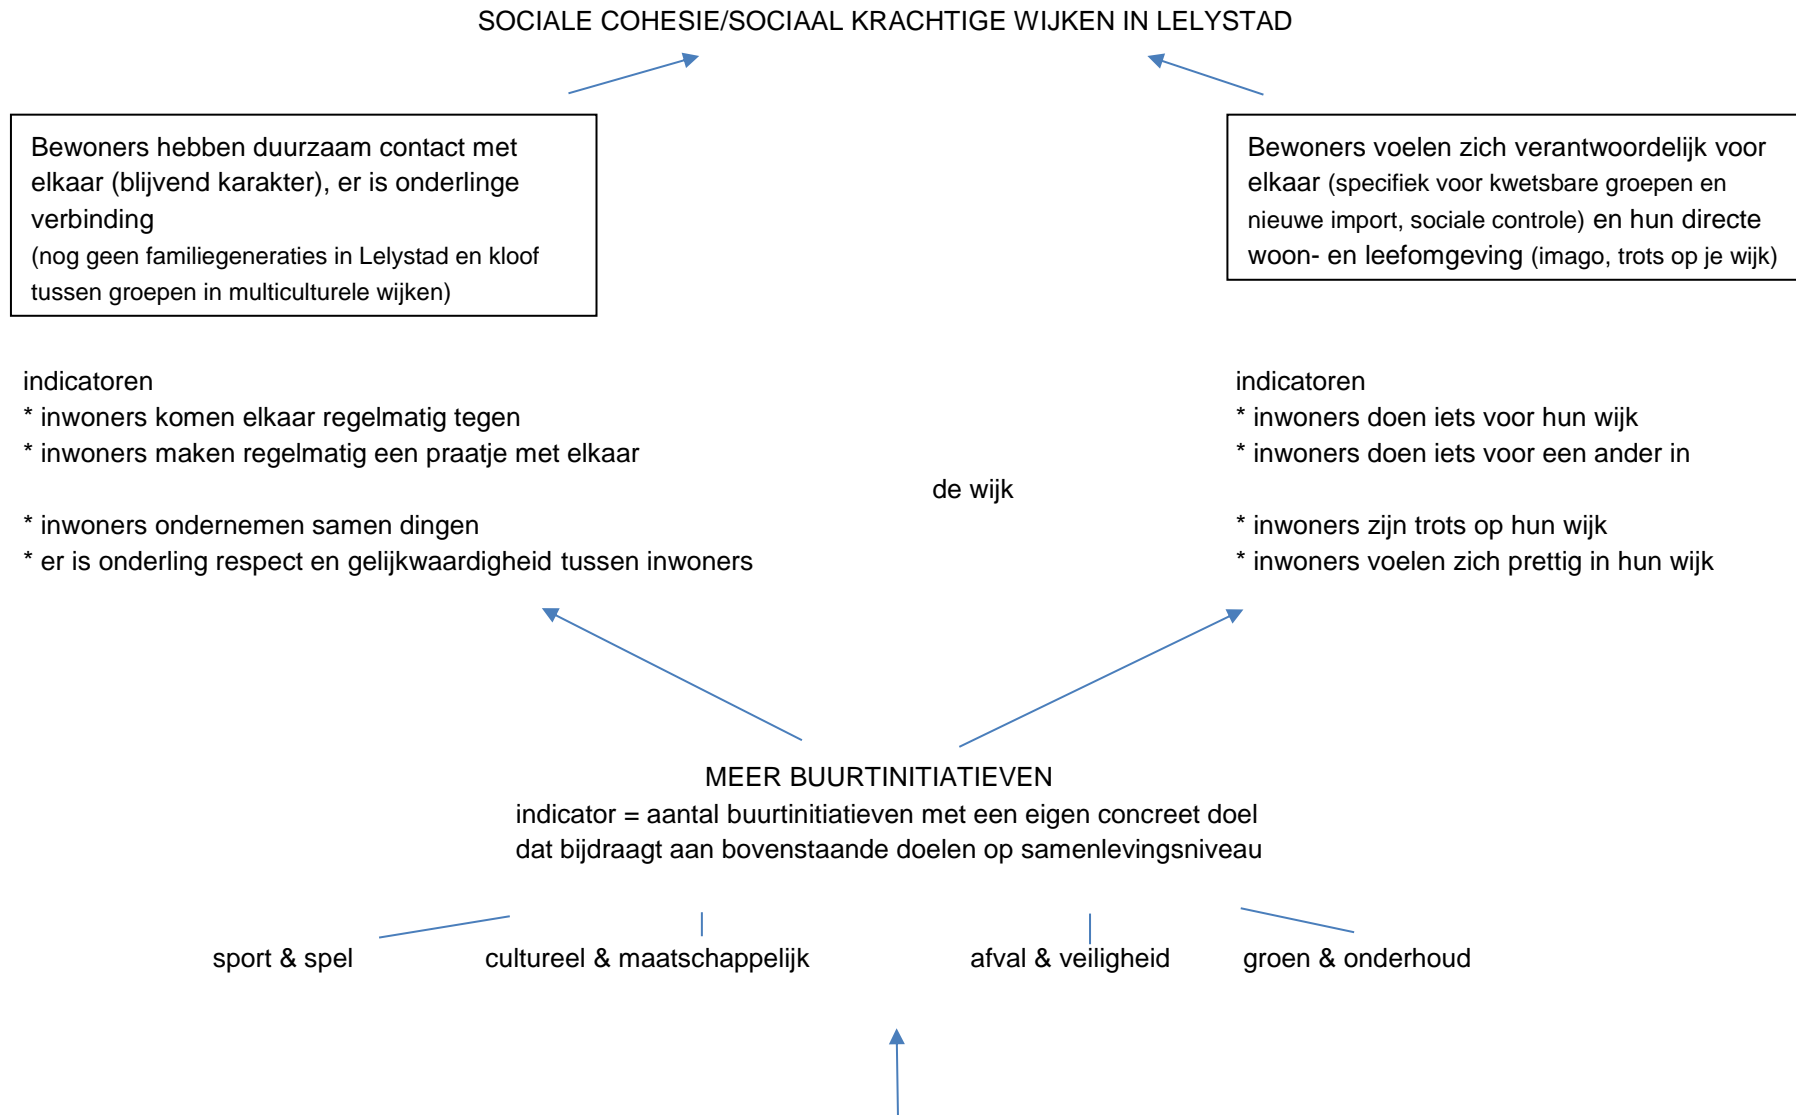 SOCIALE COHESIE/SOCIAAL KRACHTIGE WIJKEN IN LELYSTAD
Bewoners hebben duurzaam contact met
elkaar (blijvend karakter), er is onderlinge
verbinding
(nog geen familiegeneraties in Lelystad en kloof
tussen groepen in multiculturele wijken)
Bewoners voelen zich verantwoordelijk voor
elkaar (specifiek voor kwetsbare groepen en
nieuwe import, sociale controle) en hun directe
woon- en leefomgeving (imago, trots op je wijk)
indicatoren
* inwoners komen elkaar regelmatig tegen
* inwoners maken regelmatig een praatje met elkaar
* inwoners ondernemen samen dingen
* er is onderling respect en gelijkwaardigheid tussen inwoners
indicatoren
* inwoners doen iets voor hun wijk
* inwoners doen iets voor een ander in
de wijk
* inwoners zijn trots op hun wijk
* inwoners voelen zich prettig in hun wijk
MEER BUURTINITIATIEVEN
indicator = aantal buurtinitiatieven met een eigen concreet doel
dat bijdraagt aan bovenstaande doelen op samenlevingsniveau
sport & spel
cultureel & maatschappelijk
afval & veiligheid
groen & onderhoud